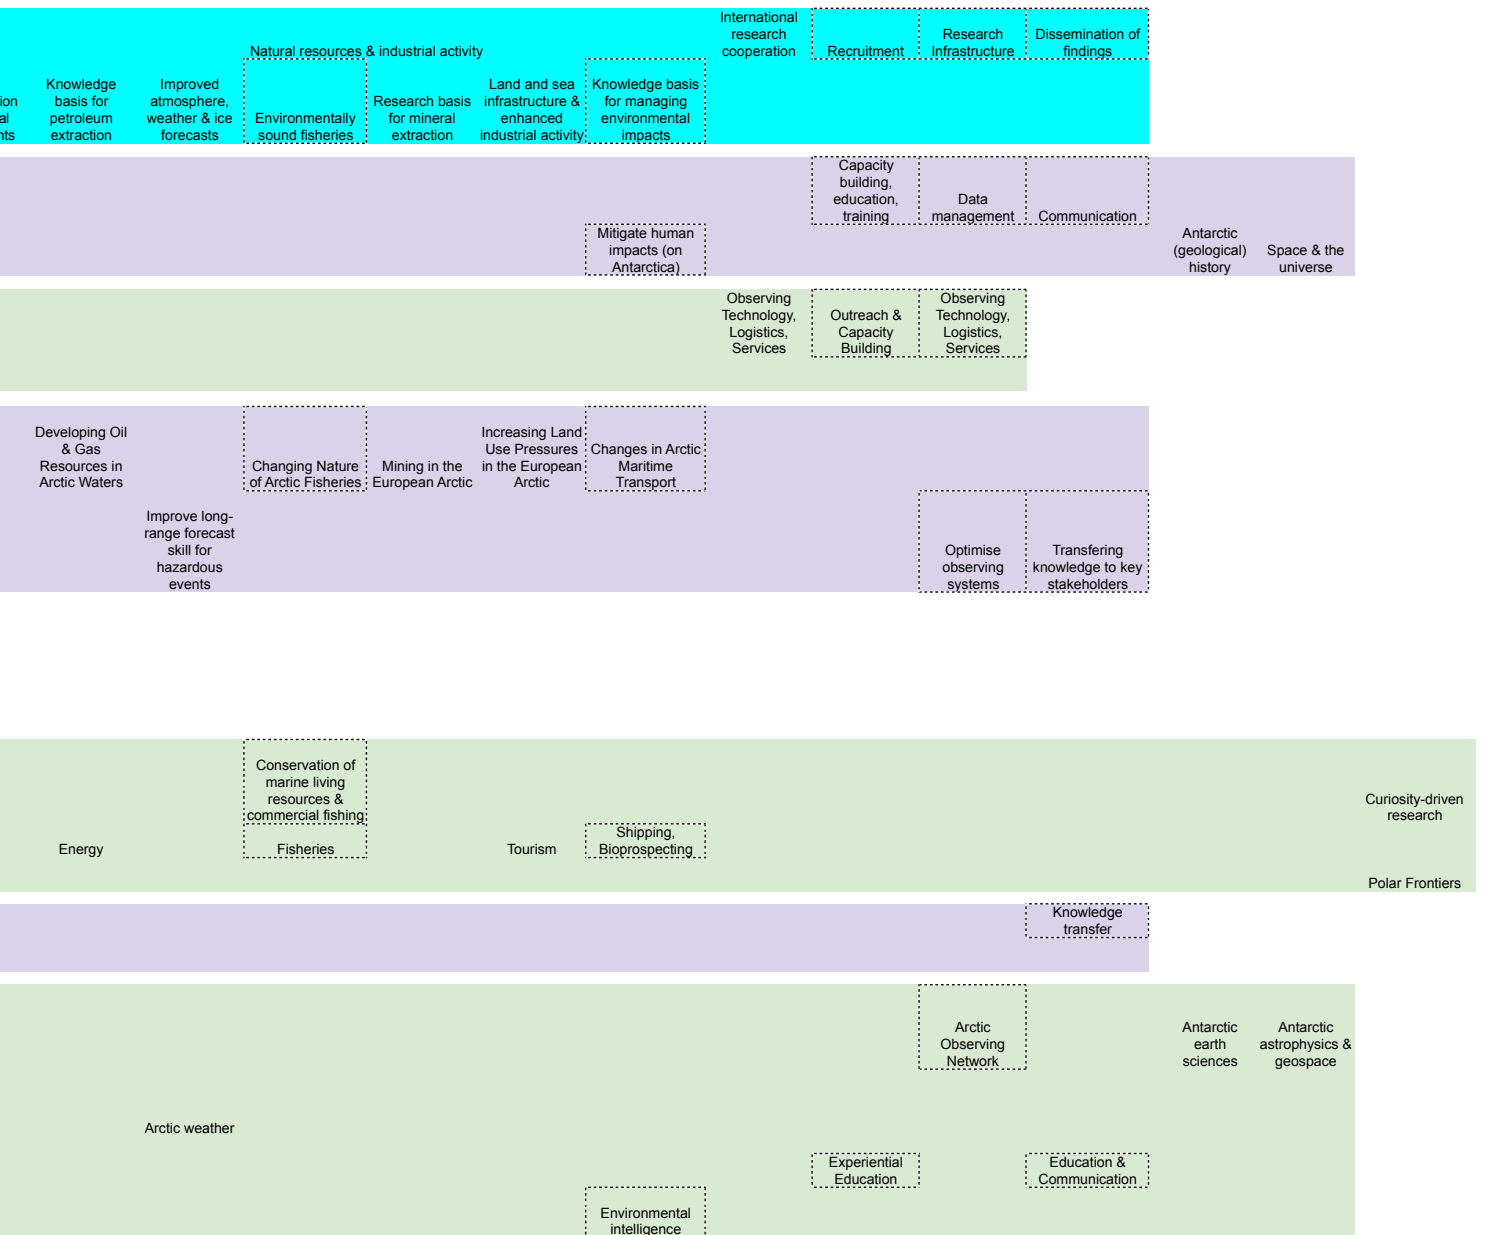 International
research
cooperation
Recruitment
Research
Infrastructure
Dissemination of
findings
Natural resources & industrial activity
ion
al
nts
Knowledge
basis for
petroleum
extraction
Improved
atmosphere,
weather & ice
forecasts
Environmentally
sound fisheries
Research basis
for mineral
extraction
Land and sea
infrastructure &
enhanced
industrial activity
Knowledge basis
for managing
environmental
impacts
Capacity
building,
education,
training
Data
management
Communication
Mitigate human
impacts (on
Antarctica)
Antarctic
(geological)
history
Space & the
universe
Observing
Technology,
Logistics,
Services
Outreach &
Capacity
Building
Observing
Technology,
Logistics,
Services
Developing Oil
& Gas
Resources in
Arctic Waters
Changing Nature
of Arctic Fisheries
Mining in the
European Arctic
Increasing Land
Use Pressures
in the European
Arctic
Changes in Arctic
Maritime
Transport
Improve long-
range forecast
skill for
hazardous
events
Optimise
observing
systems
Transfering
knowledge to key
stakeholders
Conservation of
marine living
resources &
commercial fishing
Curiosity-driven
research
Energy
Fisheries
Tourism
Shipping,
Bioprospecting
Polar Frontiers
Knowledge
transfer
Arctic
Observing
Network
Antarctic
earth
sciences
Antarctic
astrophysics &
geospace
Arctic weather
Experiential
Education
Education &
Communication
Environmental
intelligence